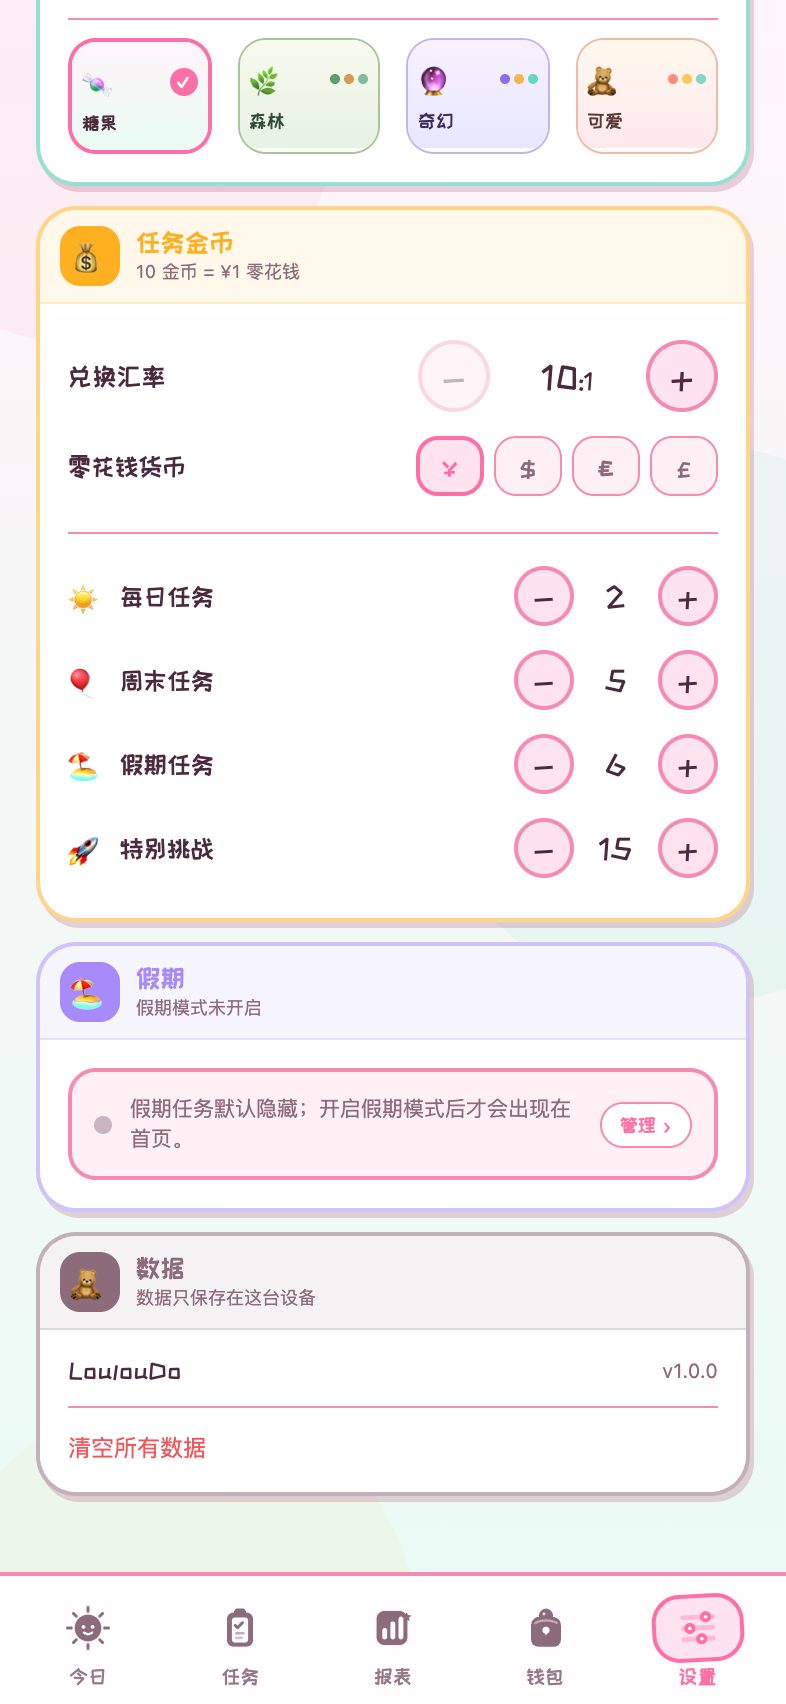 糖果
森林
奇幻
可爱
任务金币
10 金币 = ¥1 零花钱
兑换汇率
− 10:1 +
零花钱货币
¥ $ € £
每日任务
− 2 +
周末任务
− 5 +
假期任务
− 6 +
特别挑战
− 15 +
假期
假期模式未开启
假期任务默认隐藏；开启假期模式后才会出现在
首页。
管理 ›
数据
数据只保存在这台设备
LoulouDo
v1.0.0
清空所有数据
今日
任务
报表
钱包
设置